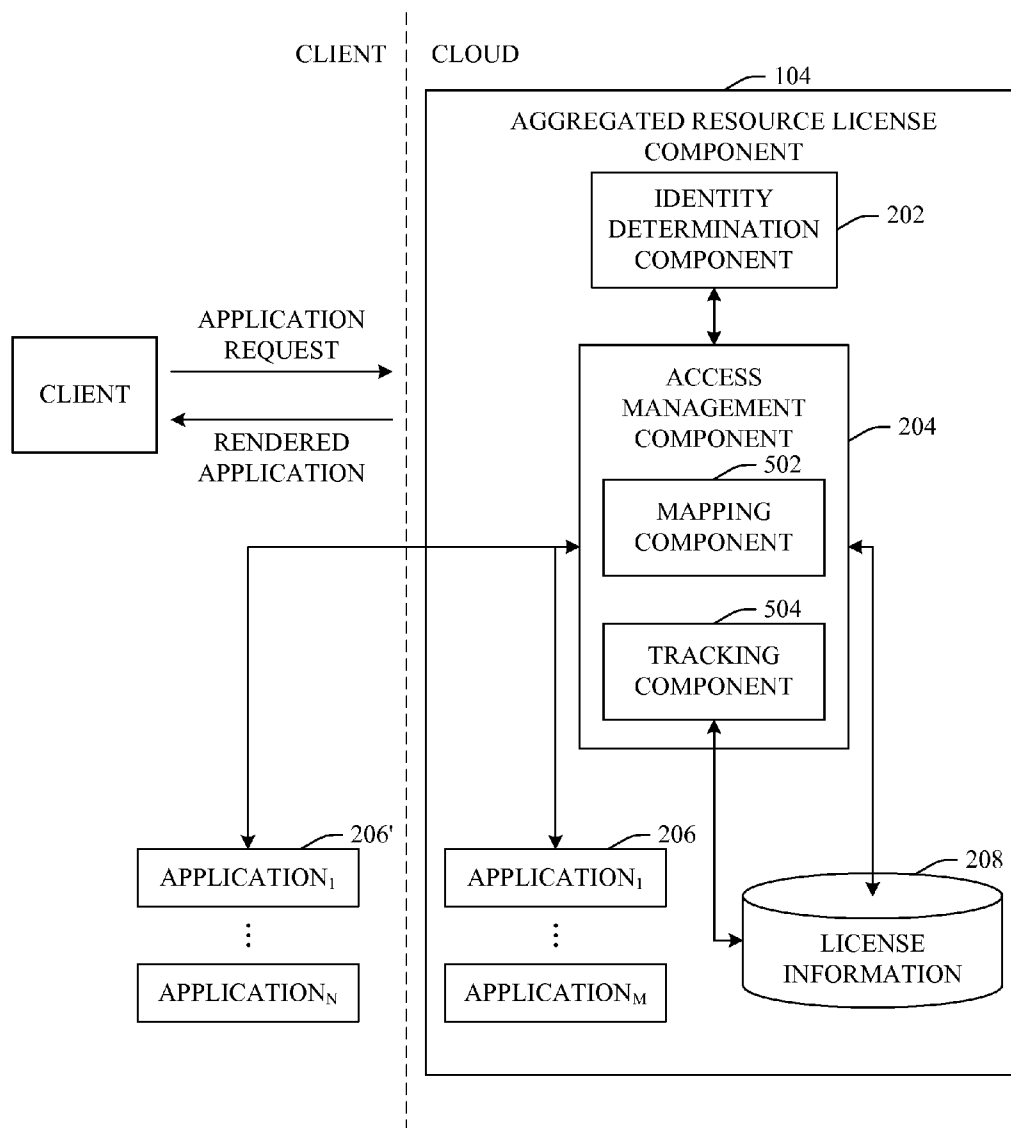 CLIENT
CLOUD
104
AGGREGATED RESOURCE LICENSE
COMPONENT
IDENTITY
DETERMINATION
COMPONENT
202
APPLICATION
REQUEST
CLIENT
RENDERED
APPLICATION
ACCESS
MANAGEMENT
COMPONENT
204
502
MAPPING
COMPONENT
504
TRACKING
COMPONENT
206'
APPLICATION₁
⋮
APPLICATIONN
206
APPLICATION₁
⋮
APPLICATIONM
208
LICENSE
INFORMATION